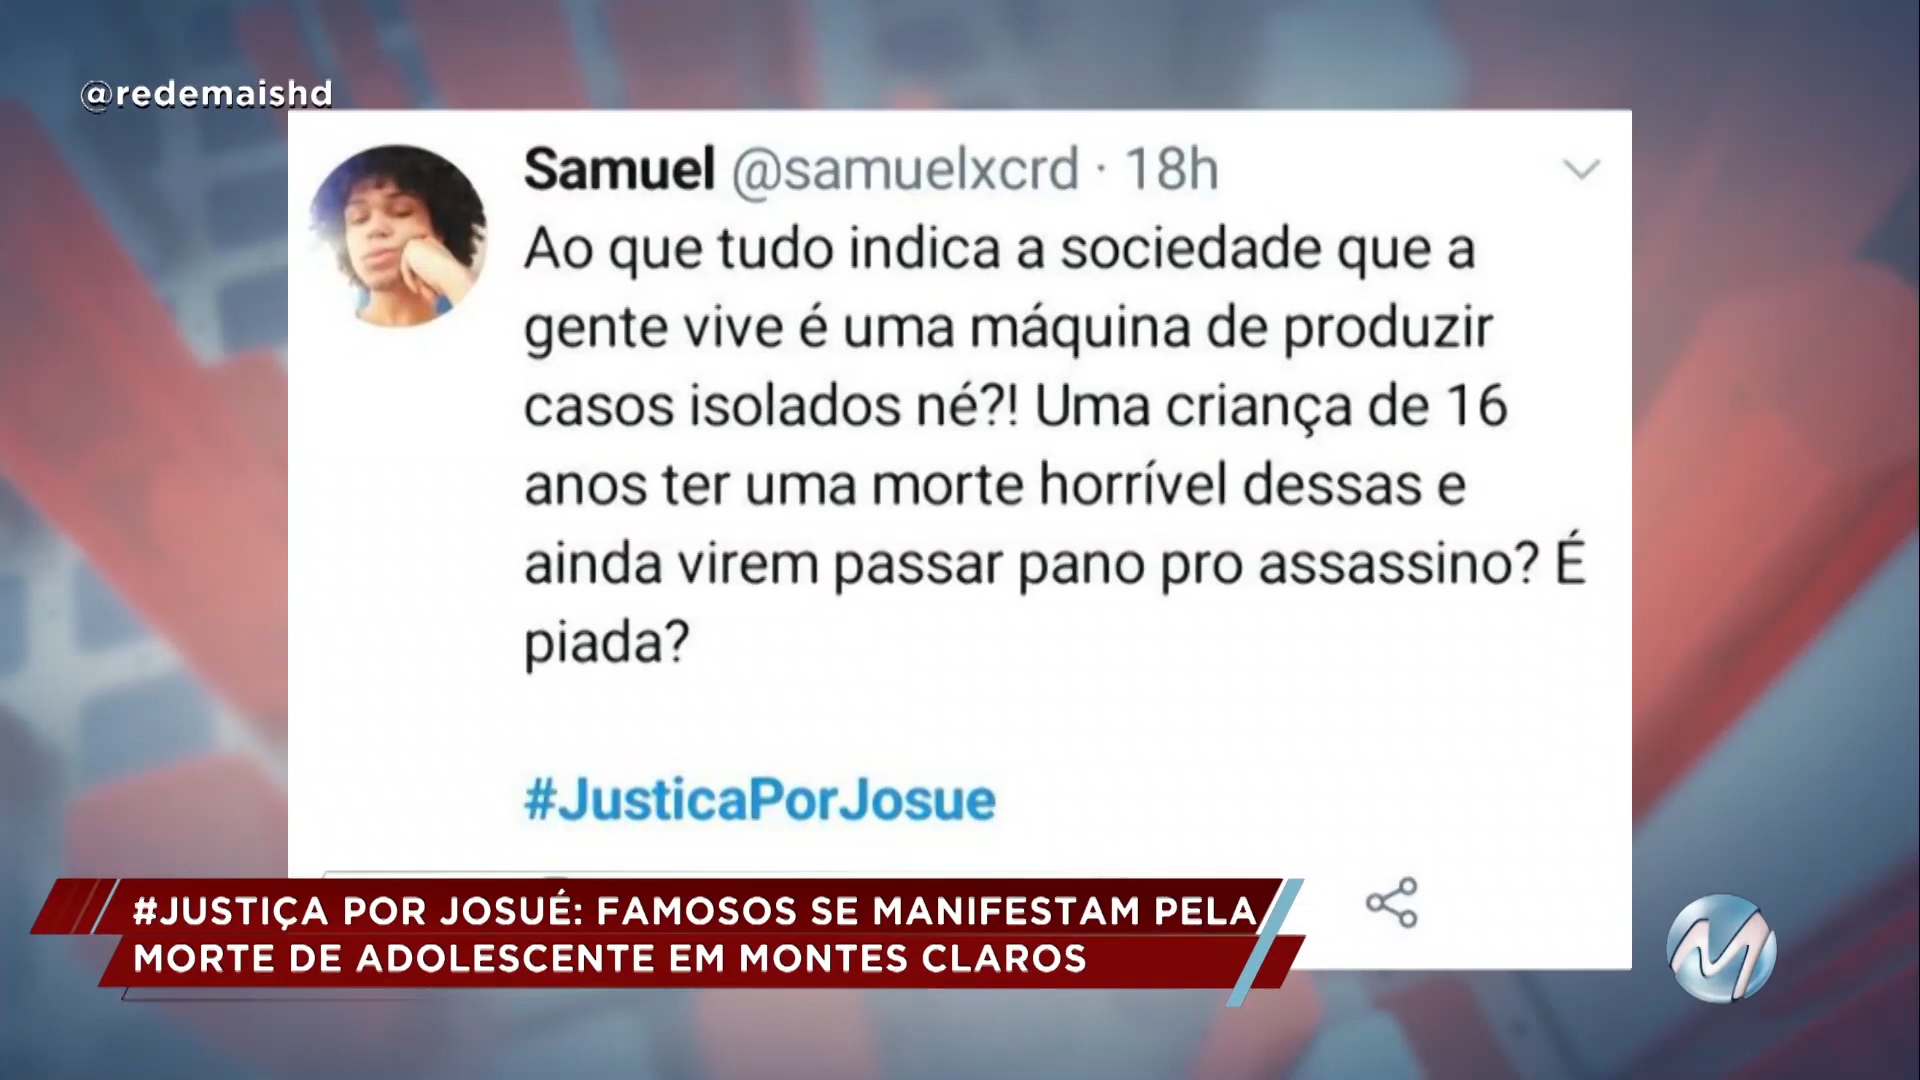 @redemaishd
Samuel @samuelxcrd · 18h
Ao que tudo indica a sociedade que a
gente vive é uma máquina de produzir
casos isolados né?! Uma criança de 16
anos ter uma morte horrível dessas e
ainda virem passar pano pro assassino? É
piada?
#JusticaPorJosue
#JUSTIÇA POR JOSUÉ: FAMOSOS SE MANIFESTAM PELA
MORTE DE ADOLESCENTE EM MONTES CLAROS
M